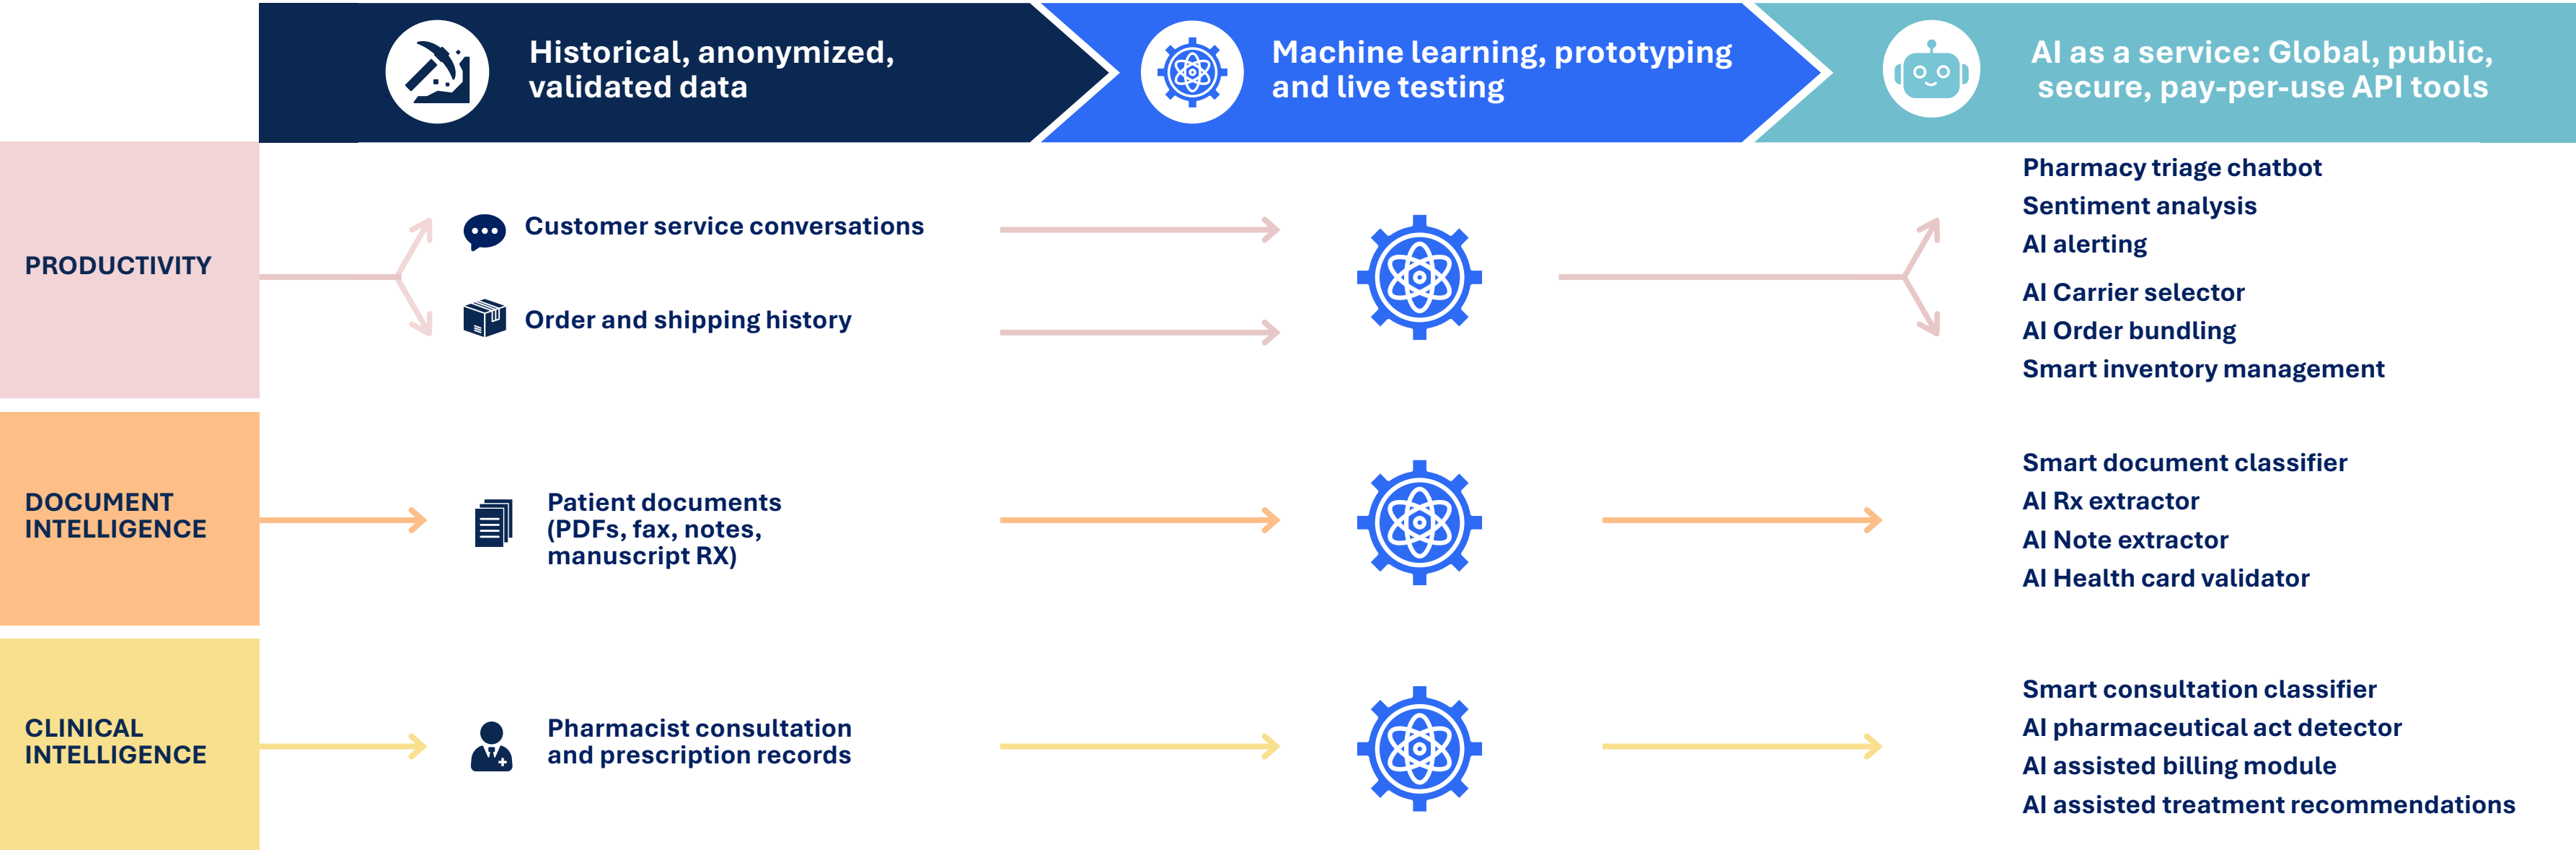 Historical, anonymized,
validated data
Machine learning, prototyping
and live testing
AI as a service: Global, public,
secure, pay-per-use API tools
PRODUCTIVITY
Customer service conversations
Order and shipping history
Pharmacy triage chatbot
Sentiment analysis
AI alerting
AI Carrier selector
AI Order bundling
Smart inventory management
DOCUMENT
INTELLIGENCE
Patient documents
(PDFs, fax, notes,
manuscript RX)
Smart document classifier
AI Rx extractor
AI Note extractor
AI Health card validator
CLINICAL
INTELLIGENCE
Pharmacist consultation
and prescription records
Smart consultation classifier
AI pharmaceutical act detector
AI assisted billing module
AI assisted treatment recommendations